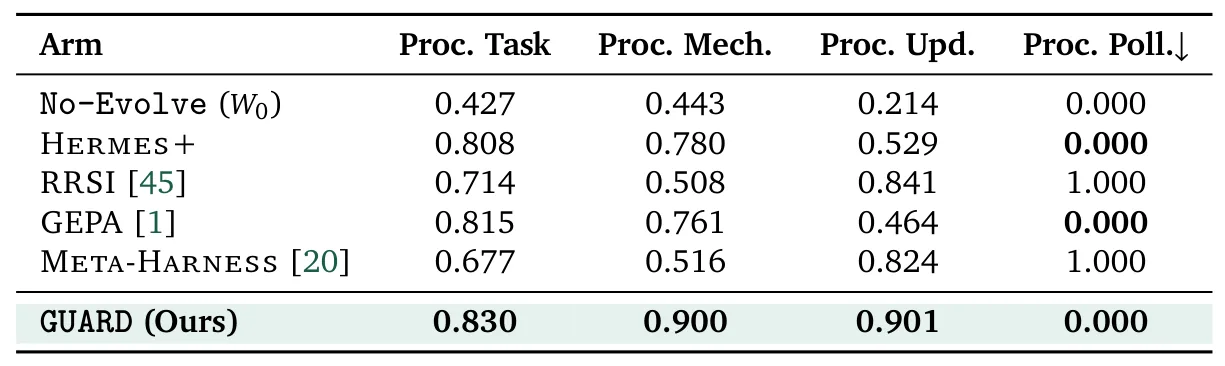 Arm Proc. Task Proc. Mech. Proc. Upd. Proc. Poll.↓
No-Evolve (W₀) 0.427 0.443 0.214 0.000
HERMES+ 0.808 0.780 0.529 0.000
RRSI [45] 0.714 0.508 0.841 1.000
GEPA [1] 0.815 0.761 0.464 0.000
META-HARNESS [20] 0.677 0.516 0.824 1.000
GUARD (Ours) 0.830 0.900 0.901 0.000